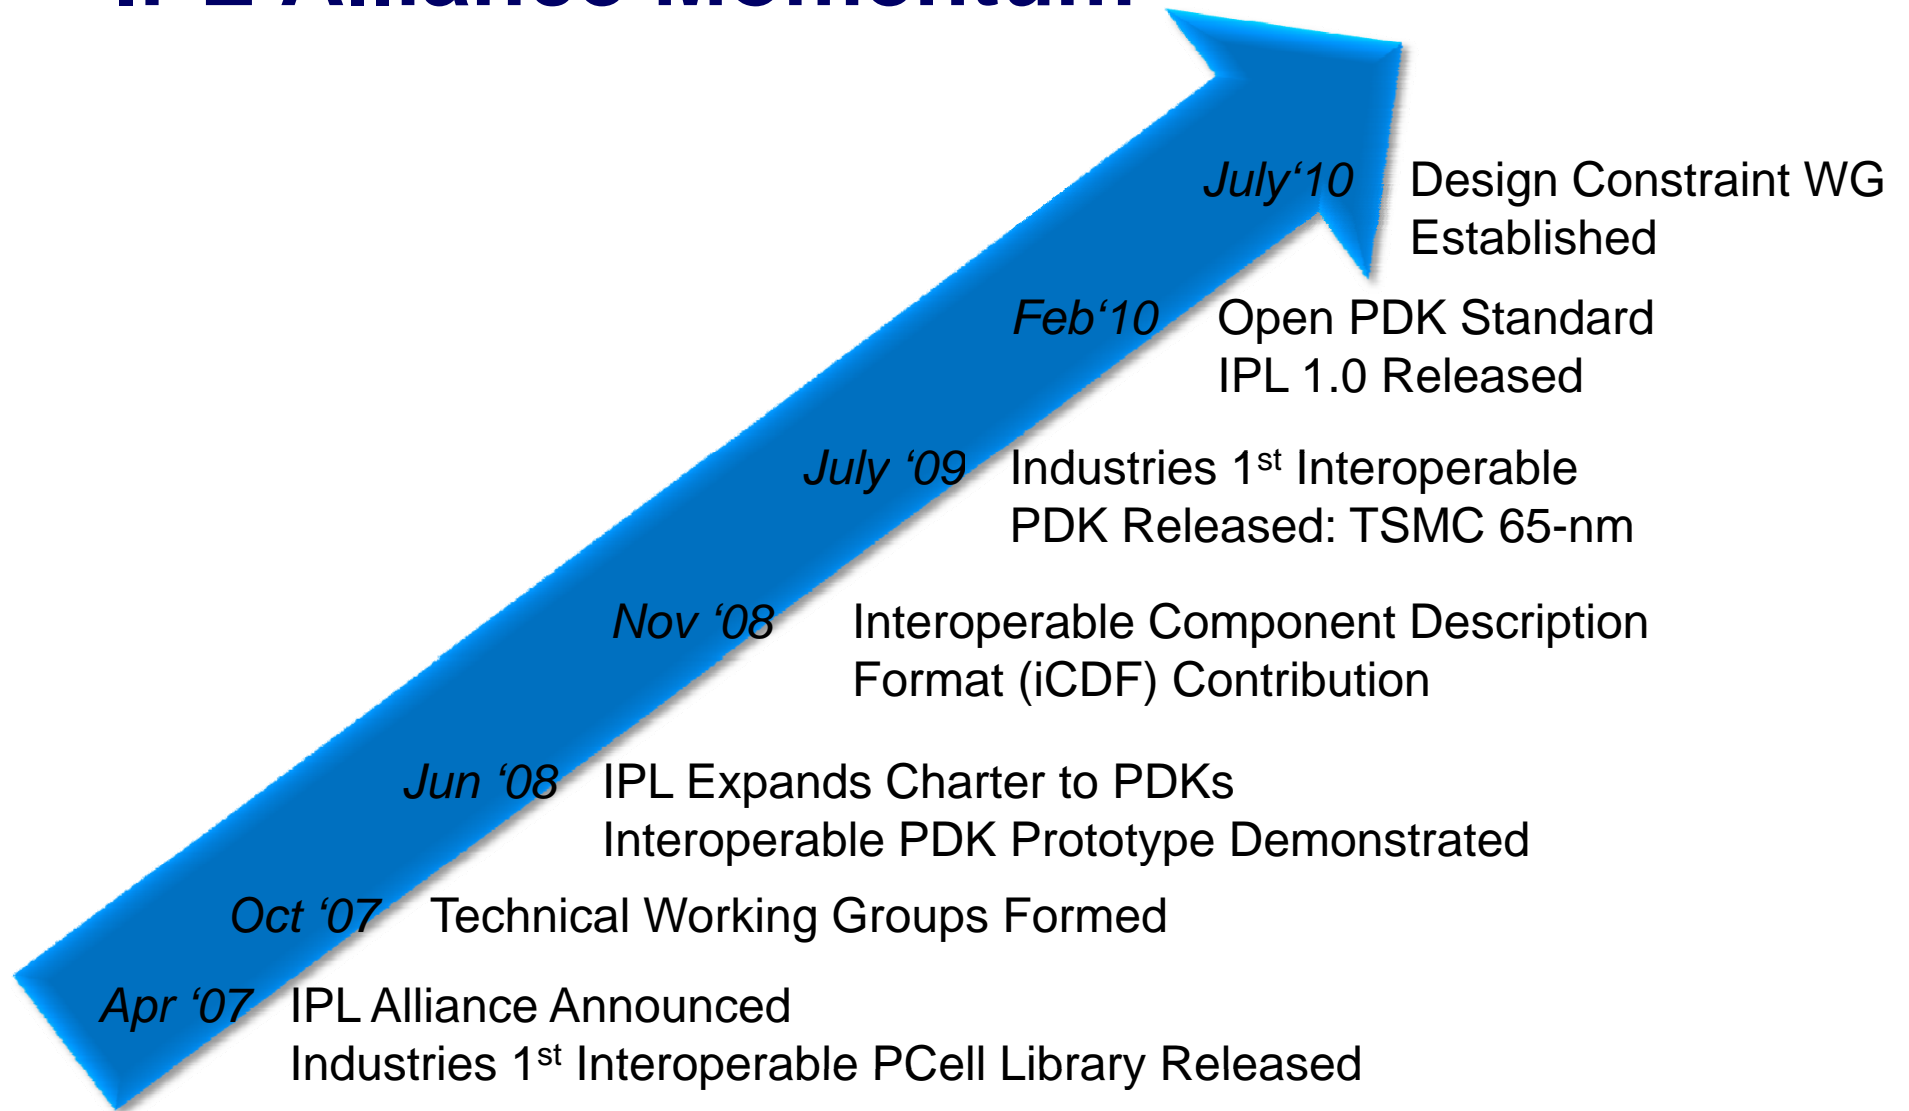 IPL Alliance Momentum
July‘10 Design Constraint WG
Established
Feb‘10 Open PDK Standard
IPL 1.0 Released
July ‘09 Industries 1st Interoperable
PDK Released: TSMC 65-nm
Nov ‘08 Interoperable Component Description
Format (iCDF) Contribution
Jun ‘08 IPL Expands Charter to PDKs
Interoperable PDK Prototype Demonstrated
Oct ‘07 Technical Working Groups Formed
Apr ‘07 IPL Alliance Announced
Industries 1st Interoperable PCell Library Released